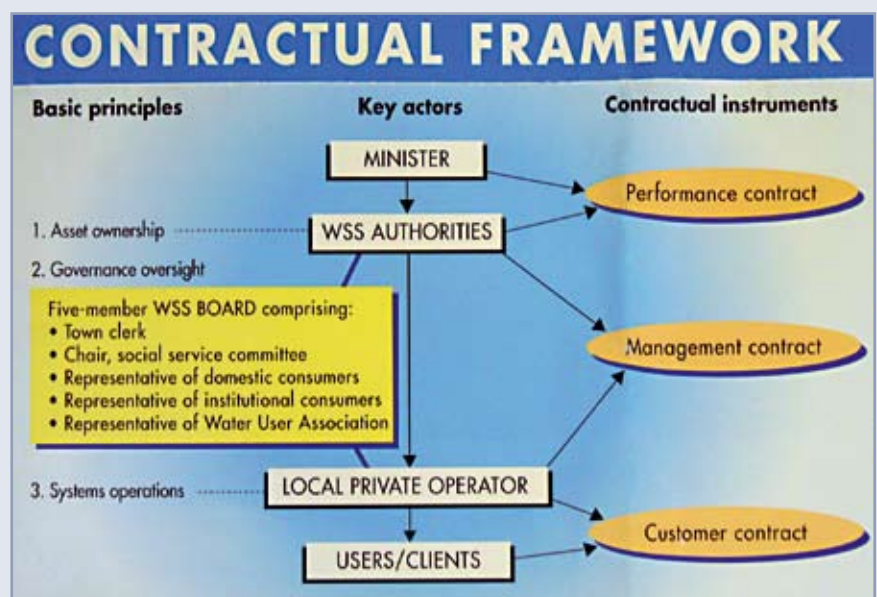 CONTRACTUAL FRAMEWORK
Basic principles
Key actors
Contractual instruments
MINISTER
Performance contract
1. Asset ownership
WSS AUTHORITIES
2. Governance oversight
Five-member WSS BOARD comprising:
• Town clerk
• Chair, social service committee
• Representative of domestic consumers
• Representative of institutional consumers
• Representative of Water User Association
Management contract
3. Systems operations
LOCAL PRIVATE OPERATOR
Customer contract
USERS/CLIENTS